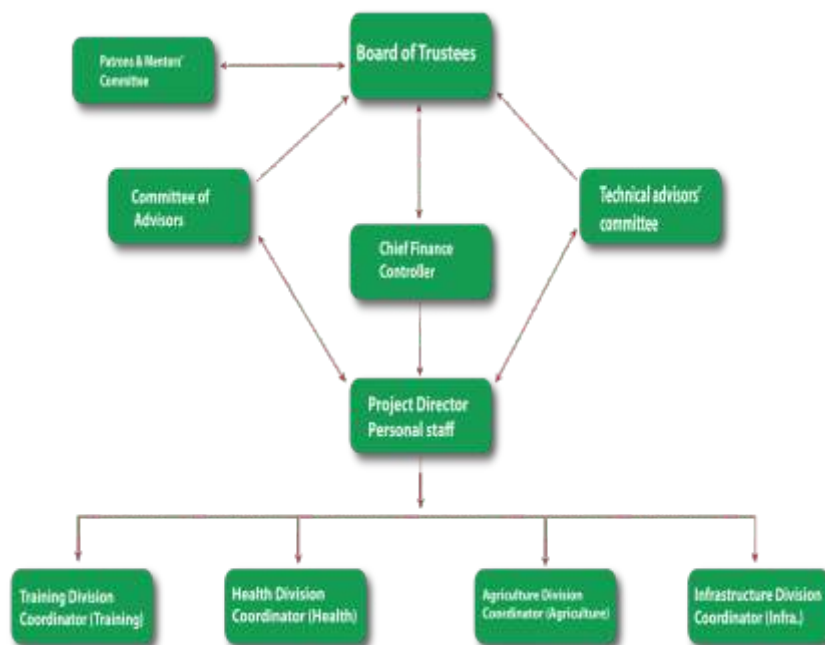 Board of Trustees
Patrons & Mentors'
Committee
Committee of
Advisors
Technical advisors'
committee
Chief Finance
Controller
Project Director
Personal staff
Training Division
Coordinator (Training)
Health Division
Coordinator (Health)
Agriculture Division
Coordinator (Agriculture)
Infrastructure Division
Coordinator (Infra.)